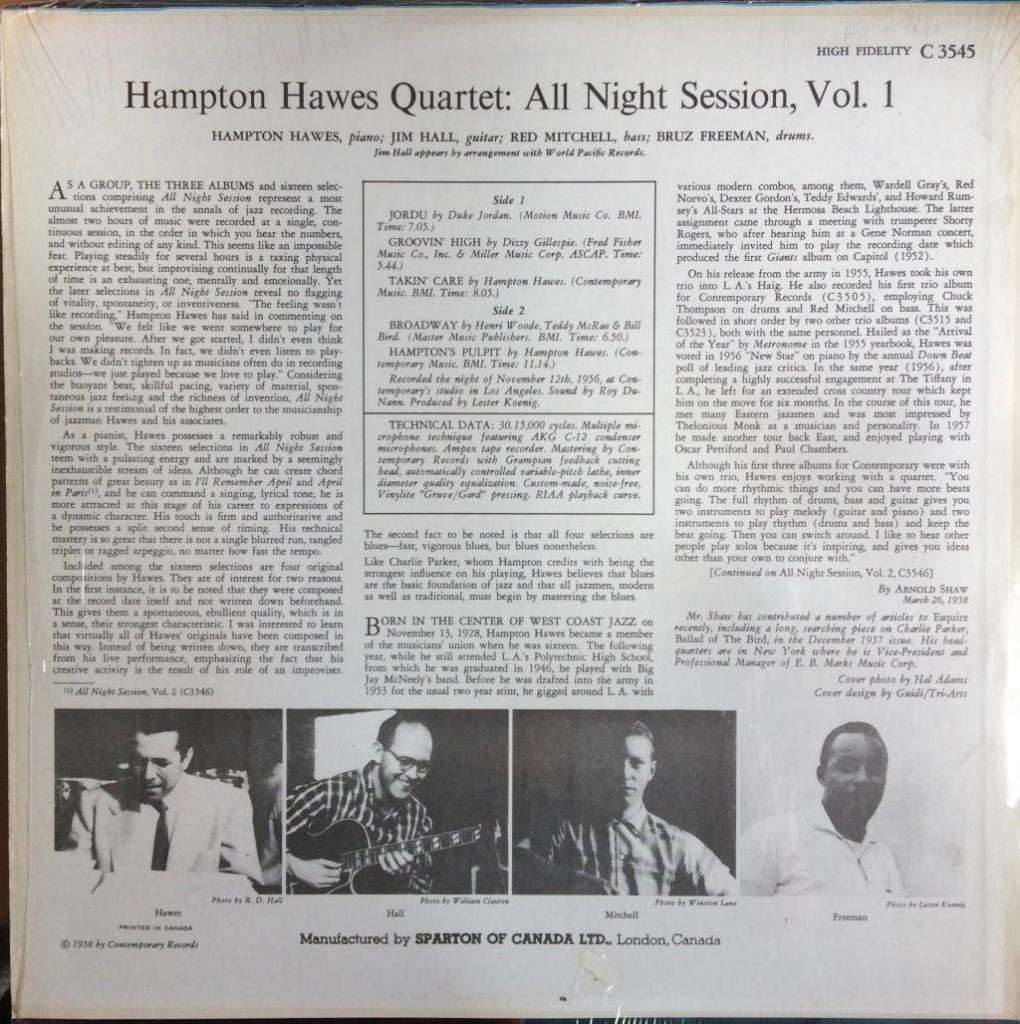 HIGH FIDELITY C 3545
Hampton Hawes Quartet: All Night Session, Vol. 1
HAMPTON HAWES, piano; JIM HALL, guitar; RED MITCHELL, bass; BRUZ FREEMAN, drums.
Jim Hall appears by arrangement with World Pacific Records.
AS A GROUP, THE THREE ALBUMS and sixteen selec-
tions comprising All Night Session represent a most
unusual achievement in the annals of jazz recording. The
almost two hours of music were recorded at a single, con-
tinuous session, in the order in which you hear the numbers,
and without editing of any kind. This seems like an impossible
feat. Playing steadily for several hours is a taxing physical
experience at best, but improvising continually for that length
of time is an exhausting one, mentally and emotionally. Yet
the later selections in All Night Session reveal no flagging
of vitality, spontaneity, or inventiveness. "The feeling wasn't
like recording," Hampton Hawes has said in commenting on
the session. "We felt like we went somewhere to play for
our own pleasure. After we got started, I didn't even think
I was making records. In fact, we didn't even listen to play-
backs. We didn't tighten up as musicians often do in recording
studios—we just played because we love to play." Considering
the buoyant beat, skillful pacing, variety of material, spon-
taneous jazz feeling and the richness of invention, All Night
Session is a testimonial of the highest order to the musicianship
of jazzman Hawes and his associates.
As a pianist, Hawes possesses a remarkably robust and
vigorous style. The sixteen selections in All Night Session
teem with a pulsating energy and are marked by a seemingly
inexhaustible stream of ideas. Although he can create chord
patterns of great beauty as in I'll Remember April and April
in Paris(1), and he can command a singing, lyrical tone, he is
more attracted at this stage of his career to expressions of
a dynamic character. His touch is firm and authoritative and
he possesses a split second sense of timing. His technical
mastery is so great that there is not a single blurred run, tangled
triplet or ragged arpeggio, no matter how fast the tempo.
Included among the sixteen selections are four original
compositions by Hawes. They are of interest for two reasons.
In the first instance, it is to be noted that they were composed
at the record date itself and not written down beforehand.
This gives them a spontaneous, ebullient quality, which is in
a sense, their strongest characteristic. I was interested to learn
that virtually all of Hawes' originals have been composed in
this way. Instead of being written down, they are transcribed
from his live performance, emphasizing the fact that his
creative activity is the result of his role of an improviser.
(1) All Night Session, Vol. 2 (C3546)
Side 1
JORDU by Duke Jordan. (Motion Music Co. BMI.
Time: 7.05.)
GROOVIN' HIGH by Dizzy Gillespie. (Fred Fisher
Music Co., Inc. & Miller Music Corp. ASCAP. Time:
5.44.)
TAKIN' CARE by Hampton Hawes. (Contemporary
Music. BMI. Time: 8.05.)
Side 2
BROADWAY by Henri Woode, Teddy McRae & Bill
Bird. (Master Music Publishers. BMI. Time: 6.50.)
HAMPTON'S PULPIT by Hampton Hawes. (Con-
temporary Music. BMI. Time: 11.14.)
Recorded the night of November 12th, 1956, at Con-
temporary's studio in Los Angeles. Sound by Roy Du-
Nann. Produced by Lester Koenig.
TECHNICAL DATA: 30.15,000 cycles. Multiple mi-
crophone technique featuring AKG C-12 condenser
microphones. Ampex tape recorder. Mastering by Con-
temporary Records with Grampian feedback cutting
head, automatically controlled variable-pitch lathe, inner
diameter quality equalization. Custom-made, noise-free,
Vinylite "Gruve/Gard" pressing. RIAA playback curve.
The second fact to be noted is that all four selections are
blues—fast, vigorous blues, but blues nonetheless.
Like Charlie Parker, whom Hampton credits with being the
strongest influence on his playing, Hawes believes that blues
are the basic foundation of jazz and that all jazzmen, modern
as well as traditional, must begin by mastering the blues.
BORN IN THE CENTER OF WEST COAST JAZZ on
November 13, 1928, Hampton Hawes became a member
of the musicians' union when he was sixteen. The following
year, while he still attended L.A.'s Polytechnic High School,
from which he was graduated in 1946, he played with Big
Jay McNeely's band. Before he was drafted into the army in
1953 for the usual two year stint, he gigged around L.A. with
various modern combos, among them, Wardell Gray's, Red
Norvo's, Dexter Gordon's, Teddy Edwards', and Howard Rum-
sey's All-Stars at the Hermosa Beach Lighthouse. The latter
assignment came through a meeting with trumpeter Shorty
Rogers, who after hearing him at a Gene Norman concert,
immediately invited him to play the recording date which
produced the first Giants album on Capitol (1952).
On his release from the army in 1955, Hawes took his own
trio into L.A.'s Haig. He also recorded his first trio album
for Contemporary Records (C3505), employing Chuck
Thompson on drums and Red Mitchell on bass. This was
followed in short order by two other trio albums (C3515 and
C3523), both with the same personnel. Hailed as the "Arrival
of the Year" by Metronome in the 1955 yearbook, Hawes was
voted in 1956 "New Star" on piano by the annual Down Beat
poll of leading jazz critics. In the same year (1956), after
completing a highly successful engagement at The Tiffany in
L.A., he left for an extended cross country tour which kept
him on the move for six months. In the course of this tour, he
met many Eastern jazzmen and was most impressed by
Thelonious Monk as a musician and personality. In 1957
he made another tour back East, and enjoyed playing with
Oscar Pettiford and Paul Chambers.
Although his first three albums for Contemporary were with
his own trio, Hawes enjoys working with a quartet. "You
can do more rhythmic things and you can have more beats
going. The full rhythm of drums, bass and guitar gives you
two instruments to play melody (guitar and piano) and two
instruments to play rhythm (drums and bass) and keep the
beat going. Then you can switch around. I like to hear other
people play solos because it's inspiring, and gives you ideas
other than your own to conjure with."
[Continued on All Night Session, Vol. 2, C3546]
By ARNOLD SHAW
March 26, 1958
Mr. Shaw has contributed a number of articles to Esquire
recently, including a long, searching piece on Charlie Parker,
Ballad of The Bird, in the December 1957 issue. His head-
quarters are in New York where he is Vice-President and
Professional Manager of E. B. Marks Music Corp.
Cover photo by Hal Adams
Cover design by Guidi/Tri-Arts
Photo by R. D. Hall
Hawes
Photo by William Claxton
Hall
Photo by Winston Lane
Mitchell
Photo by Lester Koenig
Freeman
PRINTED IN CANADA
© 1958 by Contemporary Records
Manufactured by SPARTON OF CANADA LTD., London, Canada